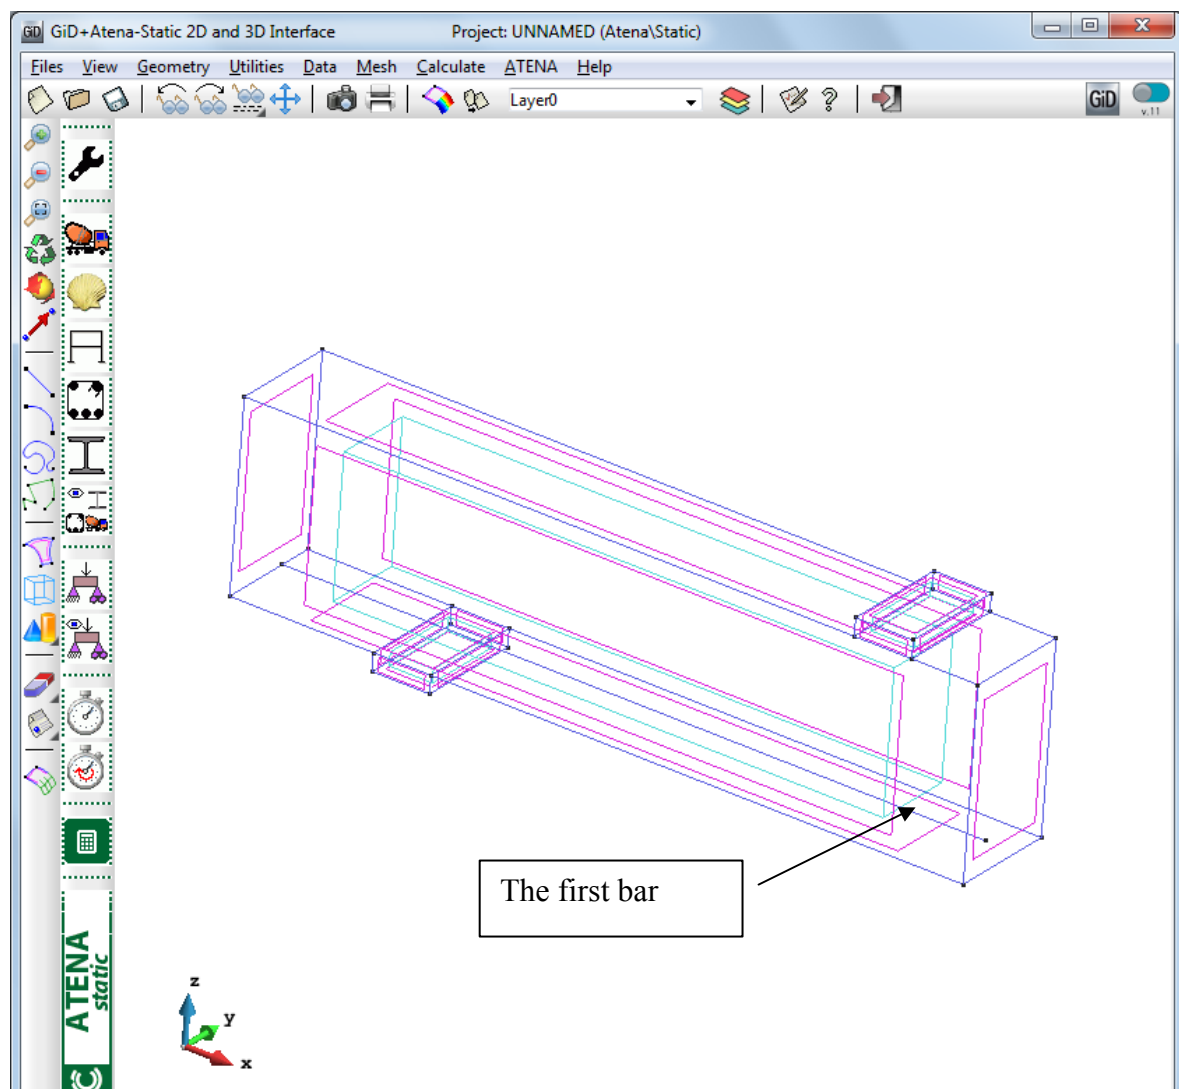 GiD GiD+Atena-Static 2D and 3D Interface Project: UNNAMED (Atena\Static)
Files View Geometry Utilities Data Mesh Calculate ATENA Help
Layer0
GiD
v.11
The first bar
ATENA
static
z
y
x